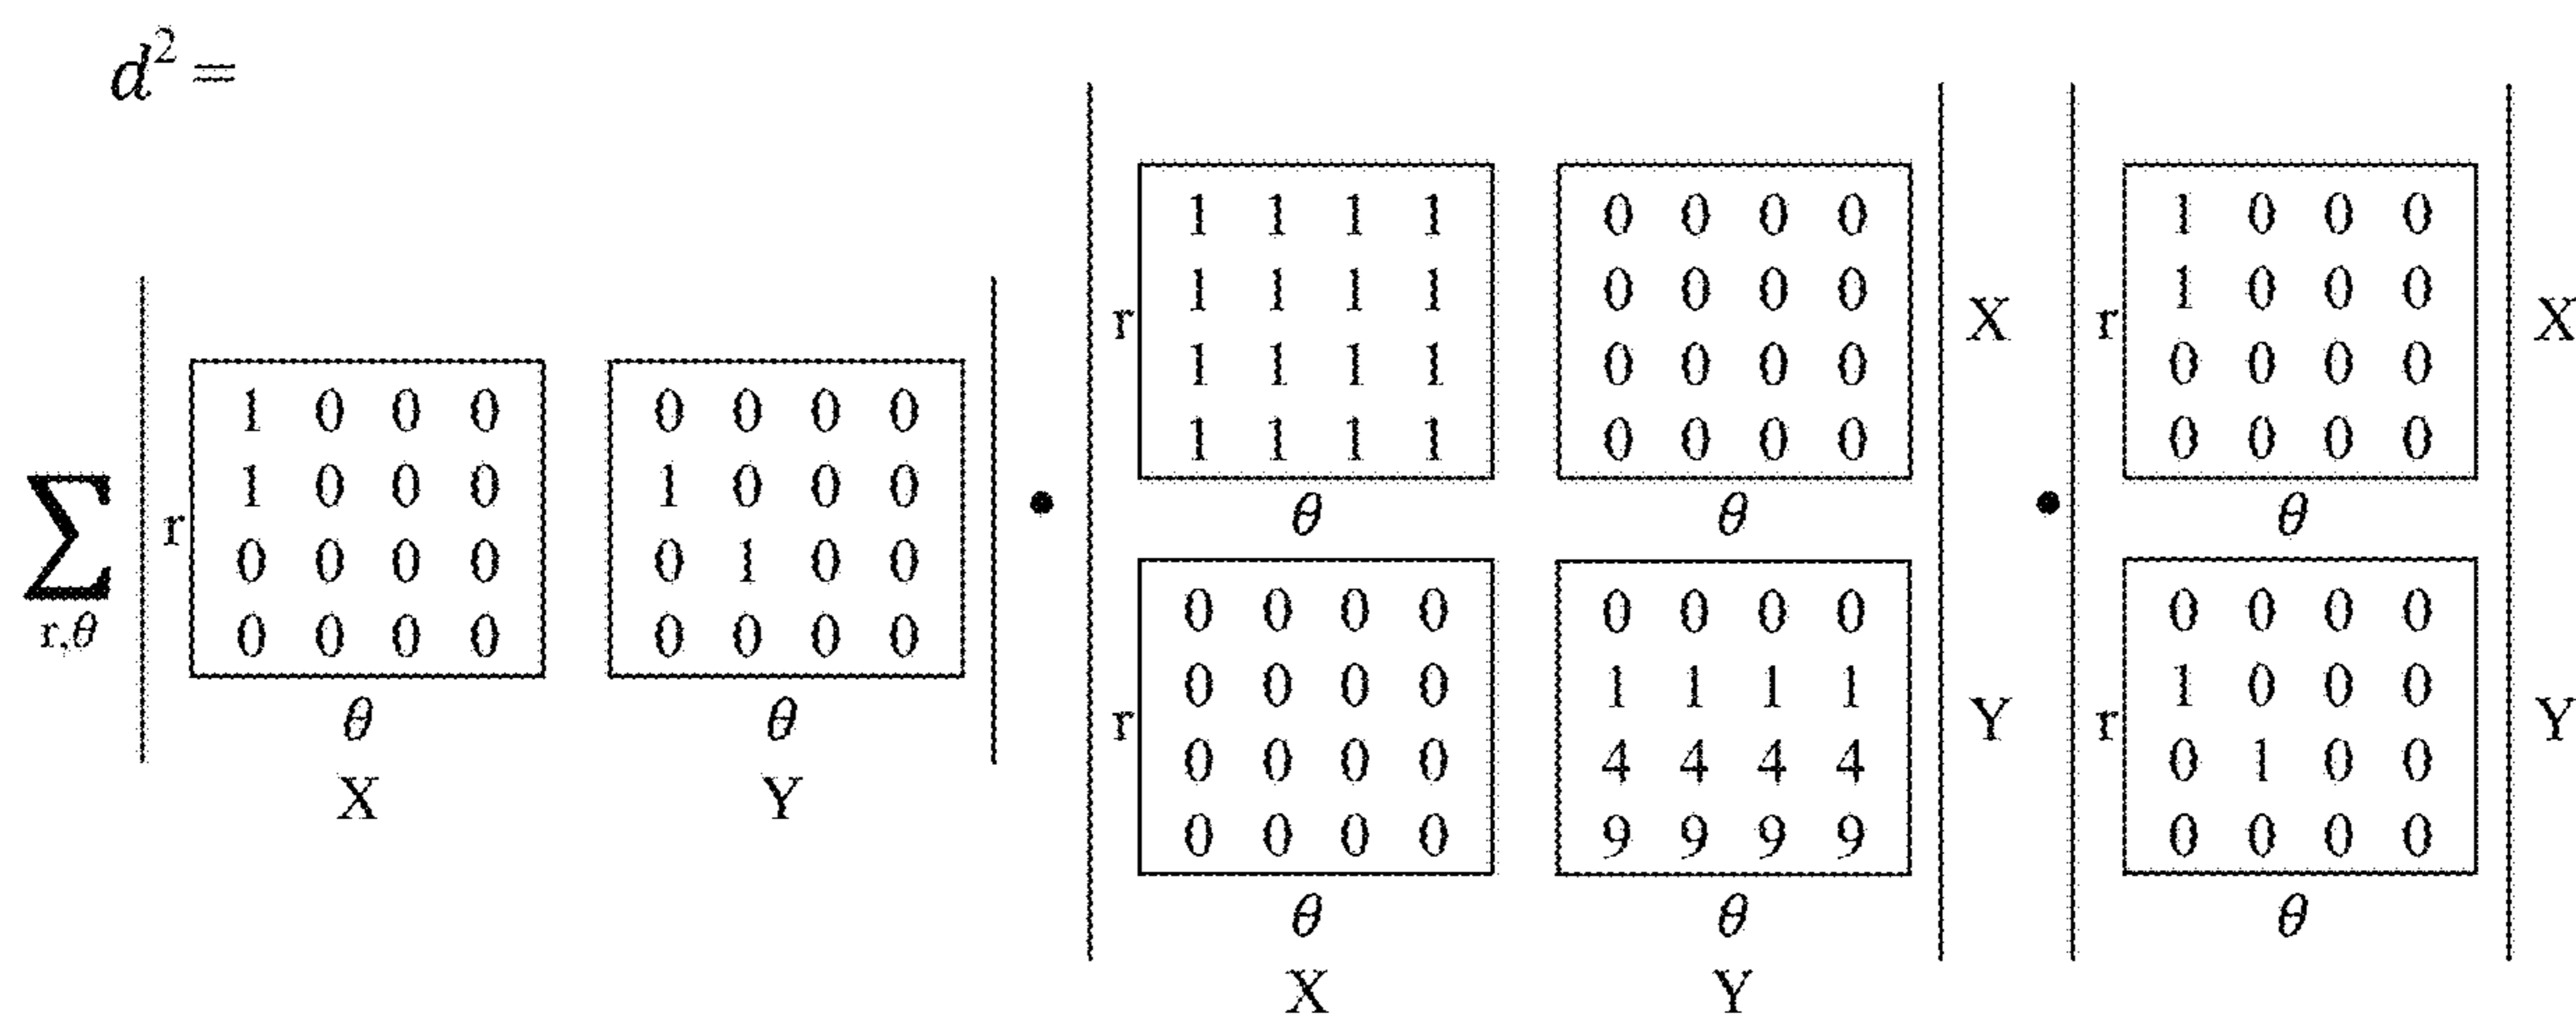 d² =
1 1 1 1 0 0 0 0 1 0 0 0
1 1 1 1 0 0 0 0 1 0 0 0
r X r X
1 1 1 1 0 0 0 0 0 0 0 0
1 0 0 0 0 0 0 0
1 1 1 1 0 0 0 0 0 0 0 0
1 0 0 0 1 0 0 0
∑ r • θ θ • θ
0 0 0 0 0 1 0 0
r,θ
0 0 0 0 0 0 0 0
0 0 0 0 0 0 0 0 0 0 0 0
0 0 0 0 1 1 1 1 1 0 0 0
θ θ r Y r Y
0 0 0 0 4 4 4 4 0 1 0 0
X Y
0 0 0 0 9 9 9 9 0 0 0 0
θ θ θ
X Y